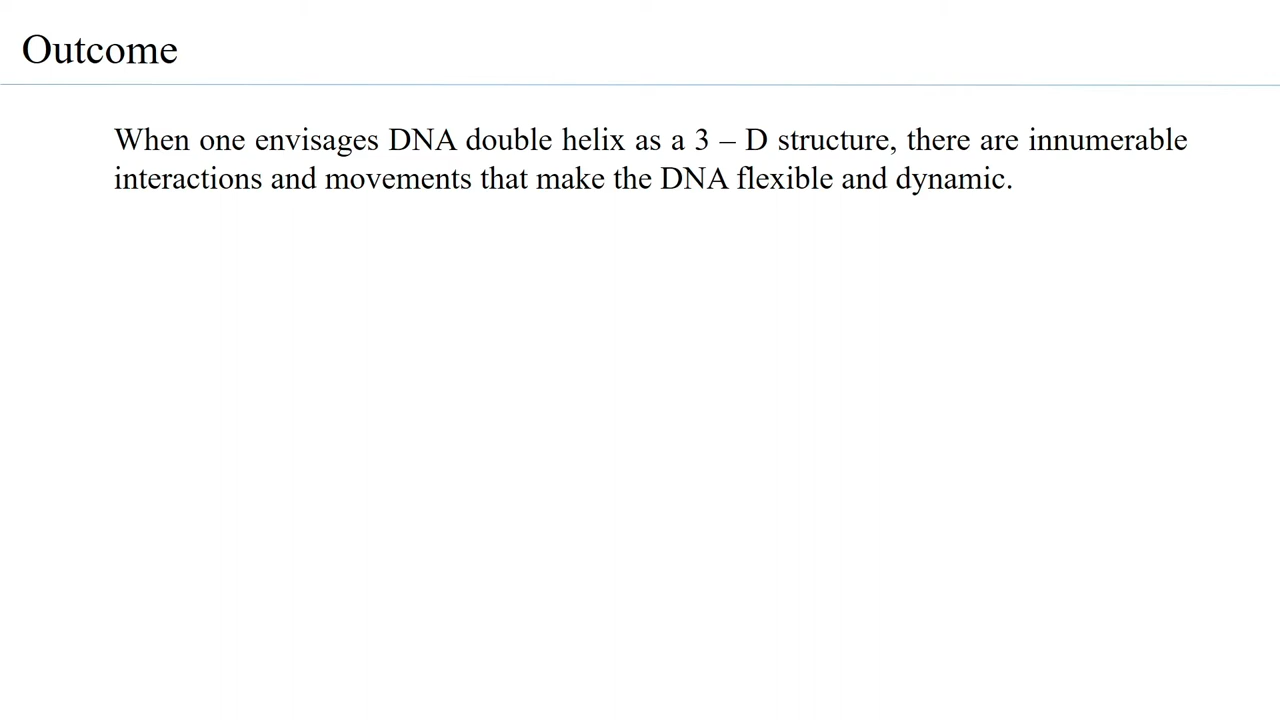 Outcome
When one envisages DNA double helix as a 3 – D structure, there are innumerable
interactions and movements that make the DNA flexible and dynamic.